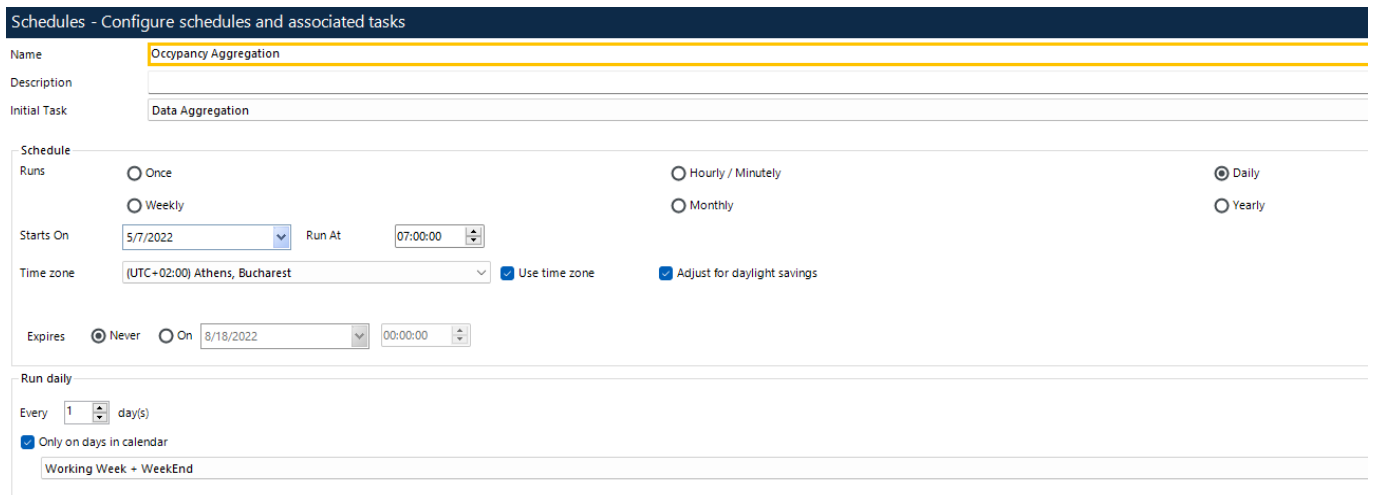 Schedules - Configure schedules and associated tasks
Name Occypancy Aggregation
Description
Initial Task Data Aggregation
Schedule
Runs Once Hourly / Minutely Daily
Weekly Monthly Yearly
Starts On 5/7/2022 Run At 07:00:00
Time zone (UTC+02:00) Athens, Bucharest Use time zone Adjust for daylight savings
Expires Never On 8/18/2022 00:00:00
Run daily
Every 1 day(s)
Only on days in calendar
Working Week + WeekEnd